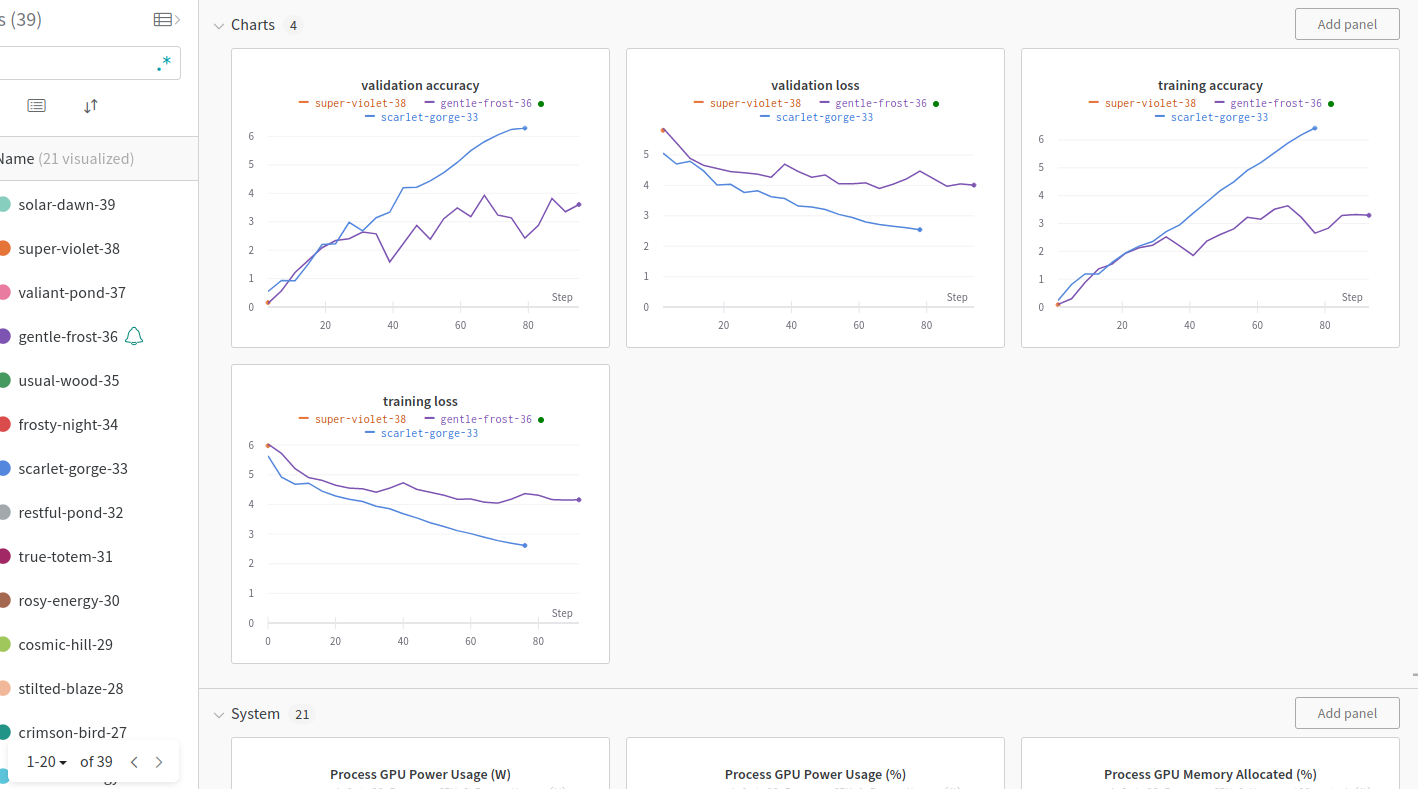 s (39)
.*
Name (21 visualized)
solar-dawn-39
super-violet-38
valiant-pond-37
gentle-frost-36
usual-wood-35
frosty-night-34
scarlet-gorge-33
restful-pond-32
true-totem-31
rosy-energy-30
cosmic-hill-29
stilted-blaze-28
crimson-bird-27
1-20 of 39
Charts 4
Add panel
validation accuracy
super-violet-38 gentle-frost-36
scarlet-gorge-33
6
5
4
3
2
1
0
Step
20 40 60 80
validation loss
super-violet-38 gentle-frost-36
scarlet-gorge-33
5
4
3
2
1
0
Step
20 40 60 80
training accuracy
super-violet-38 gentle-frost-36
scarlet-gorge-33
6
5
4
3
2
1
0
Step
20 40 60 80
training loss
super-violet-38 gentle-frost-36
scarlet-gorge-33
6
5
4
3
2
1
0
Step
0 20 40 60 80
System 21
Add panel
Process GPU Power Usage (W)
Process GPU Power Usage (%)
Process GPU Memory Allocated (%)